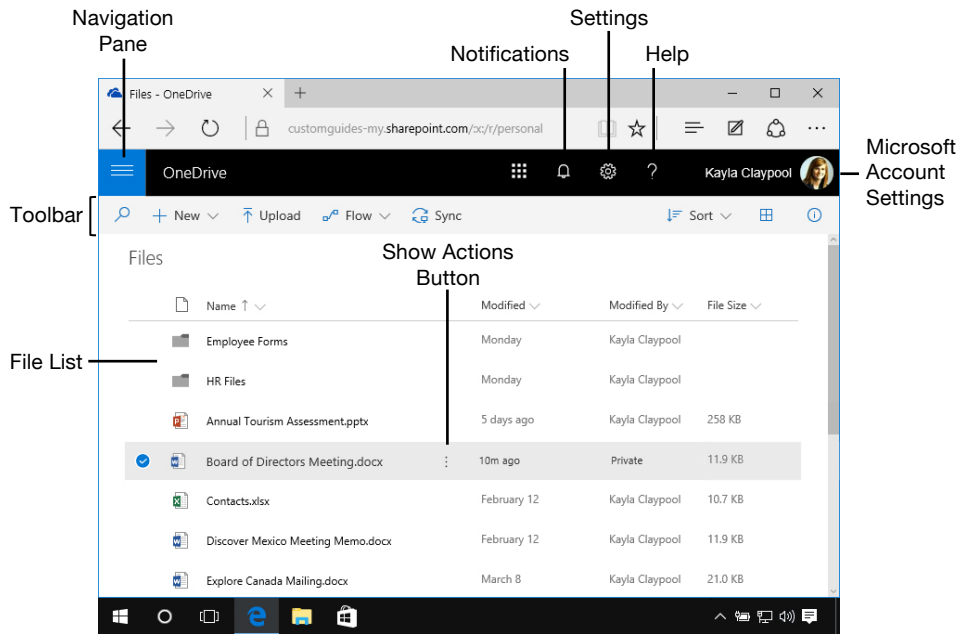 Navigation
Pane
Settings
Notifications
Help
Files - OneDrive
customguides-my.sharepoint.com/:x:/r/personal
OneDrive
Kayla Claypool
Microsoft
Account
Settings
Toolbar
New
Upload
Flow
Sync
Sort
Files
Show Actions
Button
Name Modified Modified By File Size
File List
Employee Forms Monday Kayla Claypool
HR Files Monday Kayla Claypool
Annual Tourism Assessment.pptx 5 days ago Kayla Claypool 258 KB
Board of Directors Meeting.docx 10m ago Private 11.9 KB
Contacts.xlsx February 12 Kayla Claypool 10.7 KB
Discover Mexico Meeting Memo.docx February 12 Kayla Claypool 11.9 KB
Explore Canada Mailing.docx March 8 Kayla Claypool 21.0 KB